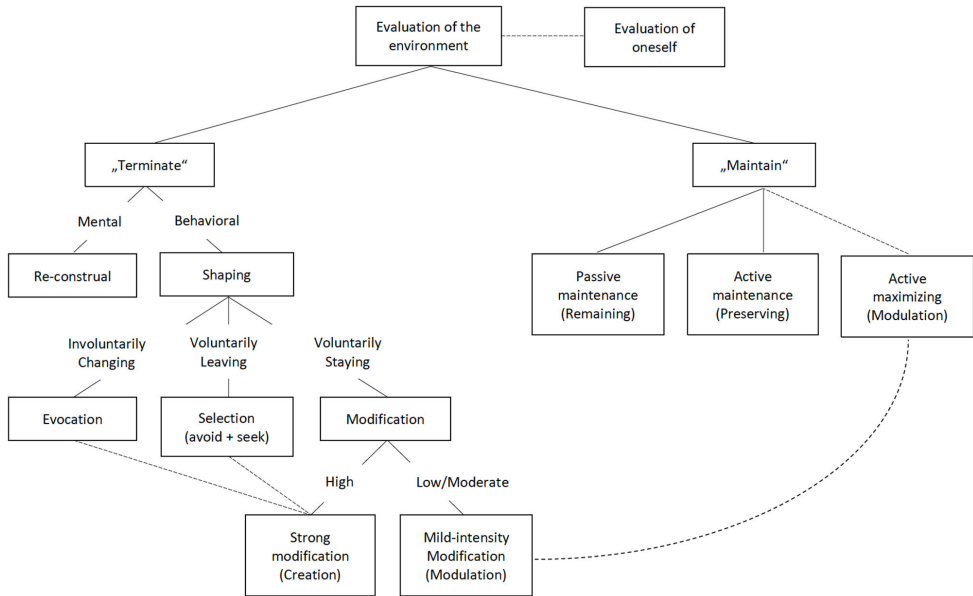 Evaluation of the
environment
Evaluation of
oneself
„Terminate“
„Maintain“
Mental
Behavioral
Re-construal
Shaping
Passive
maintenance
(Remaining)
Active
maintenance
(Preserving)
Active
maximizing
(Modulation)
Involuntarily
Changing
Voluntarily
Leaving
Voluntarily
Staying
Evocation
Selection
(avoid + seek)
Modification
High
Low/Moderate
Strong
modification
(Creation)
Mild-intensity
Modification
(Modulation)